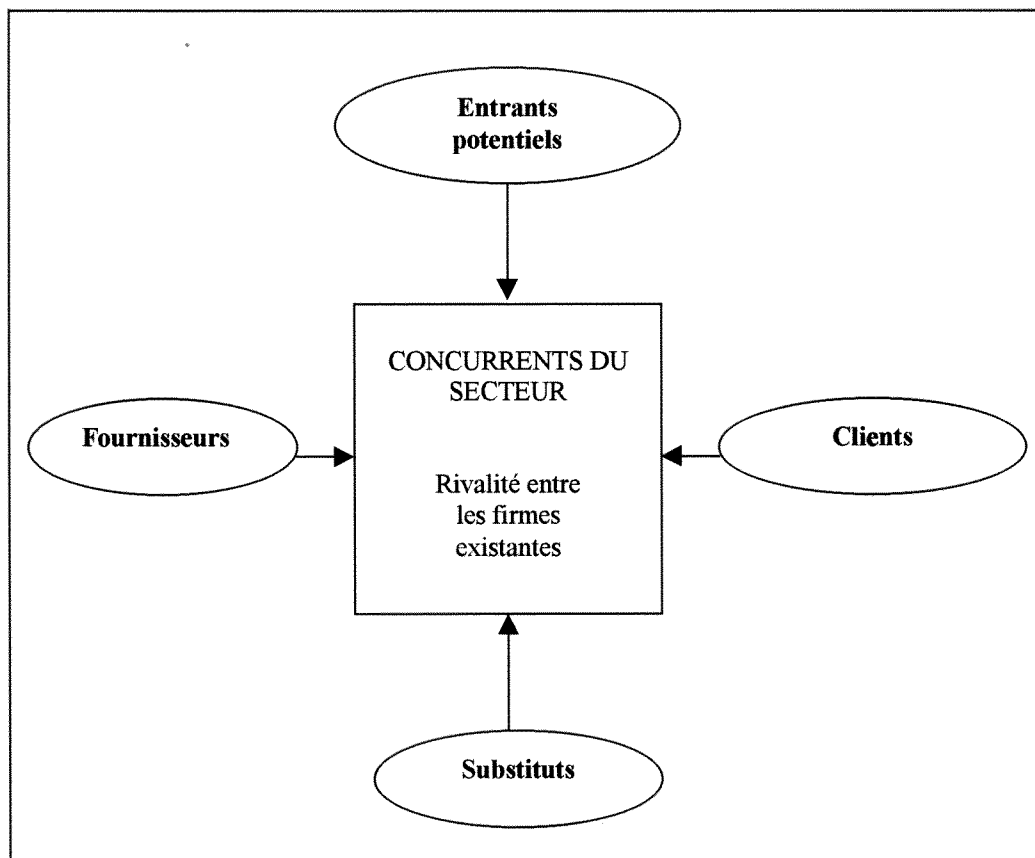 Entrants
potentiels
CONCURRENTS DU
SECTEUR
Fournisseurs
Clients
Rivalité entre
les firmes
existantes
Substituts